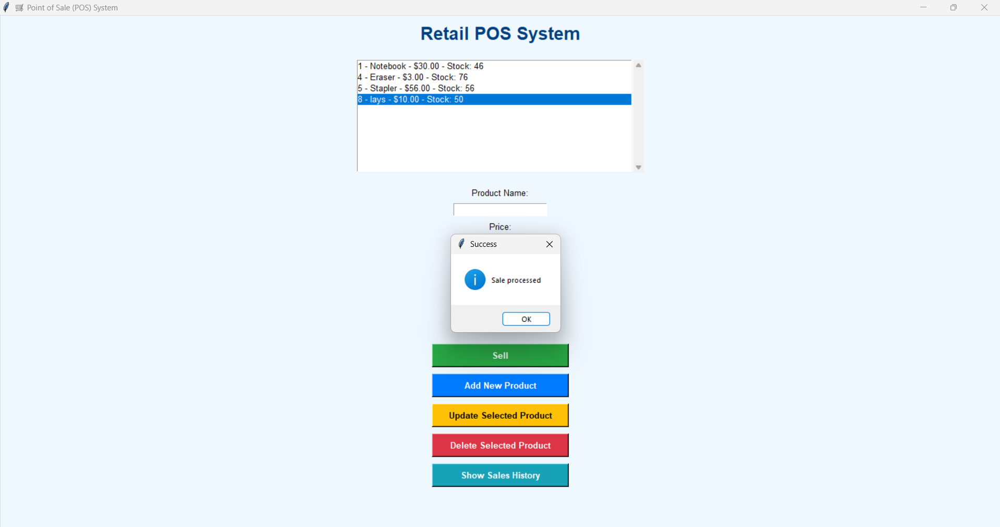 Point of Sale (POS) System
Retail POS System
1 - Notebook - $30.00 - Stock: 46
4 - Eraser - $3.00 - Stock: 76
5 - Stapler - $56.00 - Stock: 56
8 - lays - $10.00 - Stock: 50
Product Name:
Price:
Success
Sale processed
OK
Sell
Add New Product
Update Selected Product
Delete Selected Product
Show Sales History